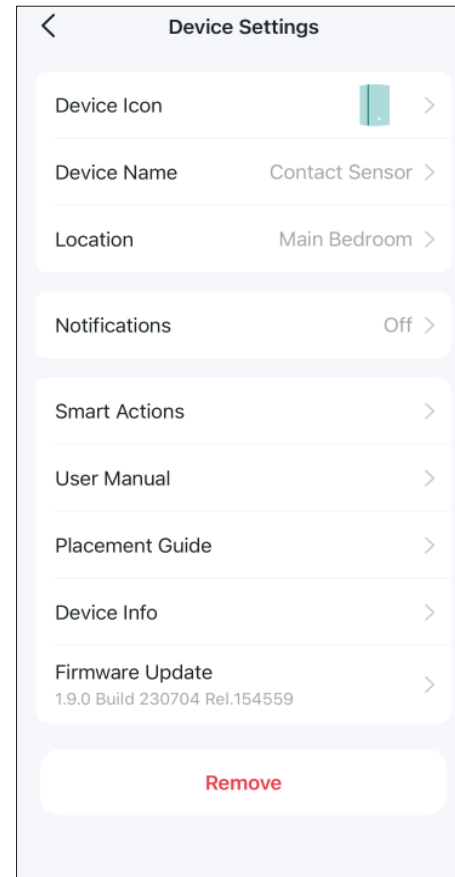 Device Settings
Device Icon
Device Name Contact Sensor
Location Main Bedroom
Notifications Off
Smart Actions
User Manual
Placement Guide
Device Info
Firmware Update
1.9.0 Build 230704 Rel.154559
Remove